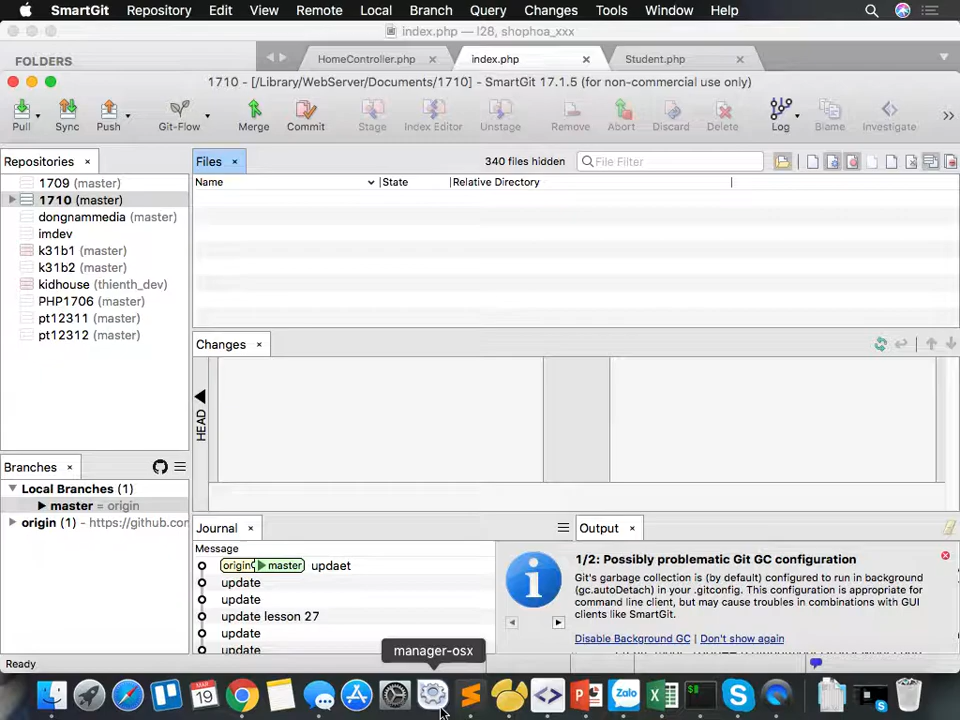 SmartGit Repository Edit View Remote Local Branch Query Changes Tools Window Help
index.php — l28, shophoa_xxx
FOLDERS
HomeController.php × index.php × Student.php ×
1710 - [/Library/WebServer/Documents/1710] - SmartGit 17.1.5 (for non-commercial use only)
Pull Sync Push Git-Flow Merge Commit Stage Index Editor Unstage Remove Abort Discard Delete Log Blame Investigate
Repositories × Files × 340 files hidden File Filter
Name State Relative Directory
1709 (master)
1710 (master)
dongnammedia (master)
imdev
k31b1 (master)
k31b2 (master)
kidhouse (thienth_dev)
PHP1706 (master)
pt12311 (master)
pt12312 (master)
Changes ×
HEAD
Branches ×
Local Branches (1)
master = origin
origin (1) - https://github.com
Journal ×
Message
origin master updaet
update
update
update lesson 27
update
update
Output ×
1/2: Possibly problematic Git GC configuration
Git's garbage collection is (by default) configured to run in background
(gc.autoDetach) in your .gitconfig. This configuration is appropriate for
command line client, but may cause troubles in combinations with GUI
clients like SmartGit.
Disable Background GC Don't show again
manager-osx
Ready
19
Zalo